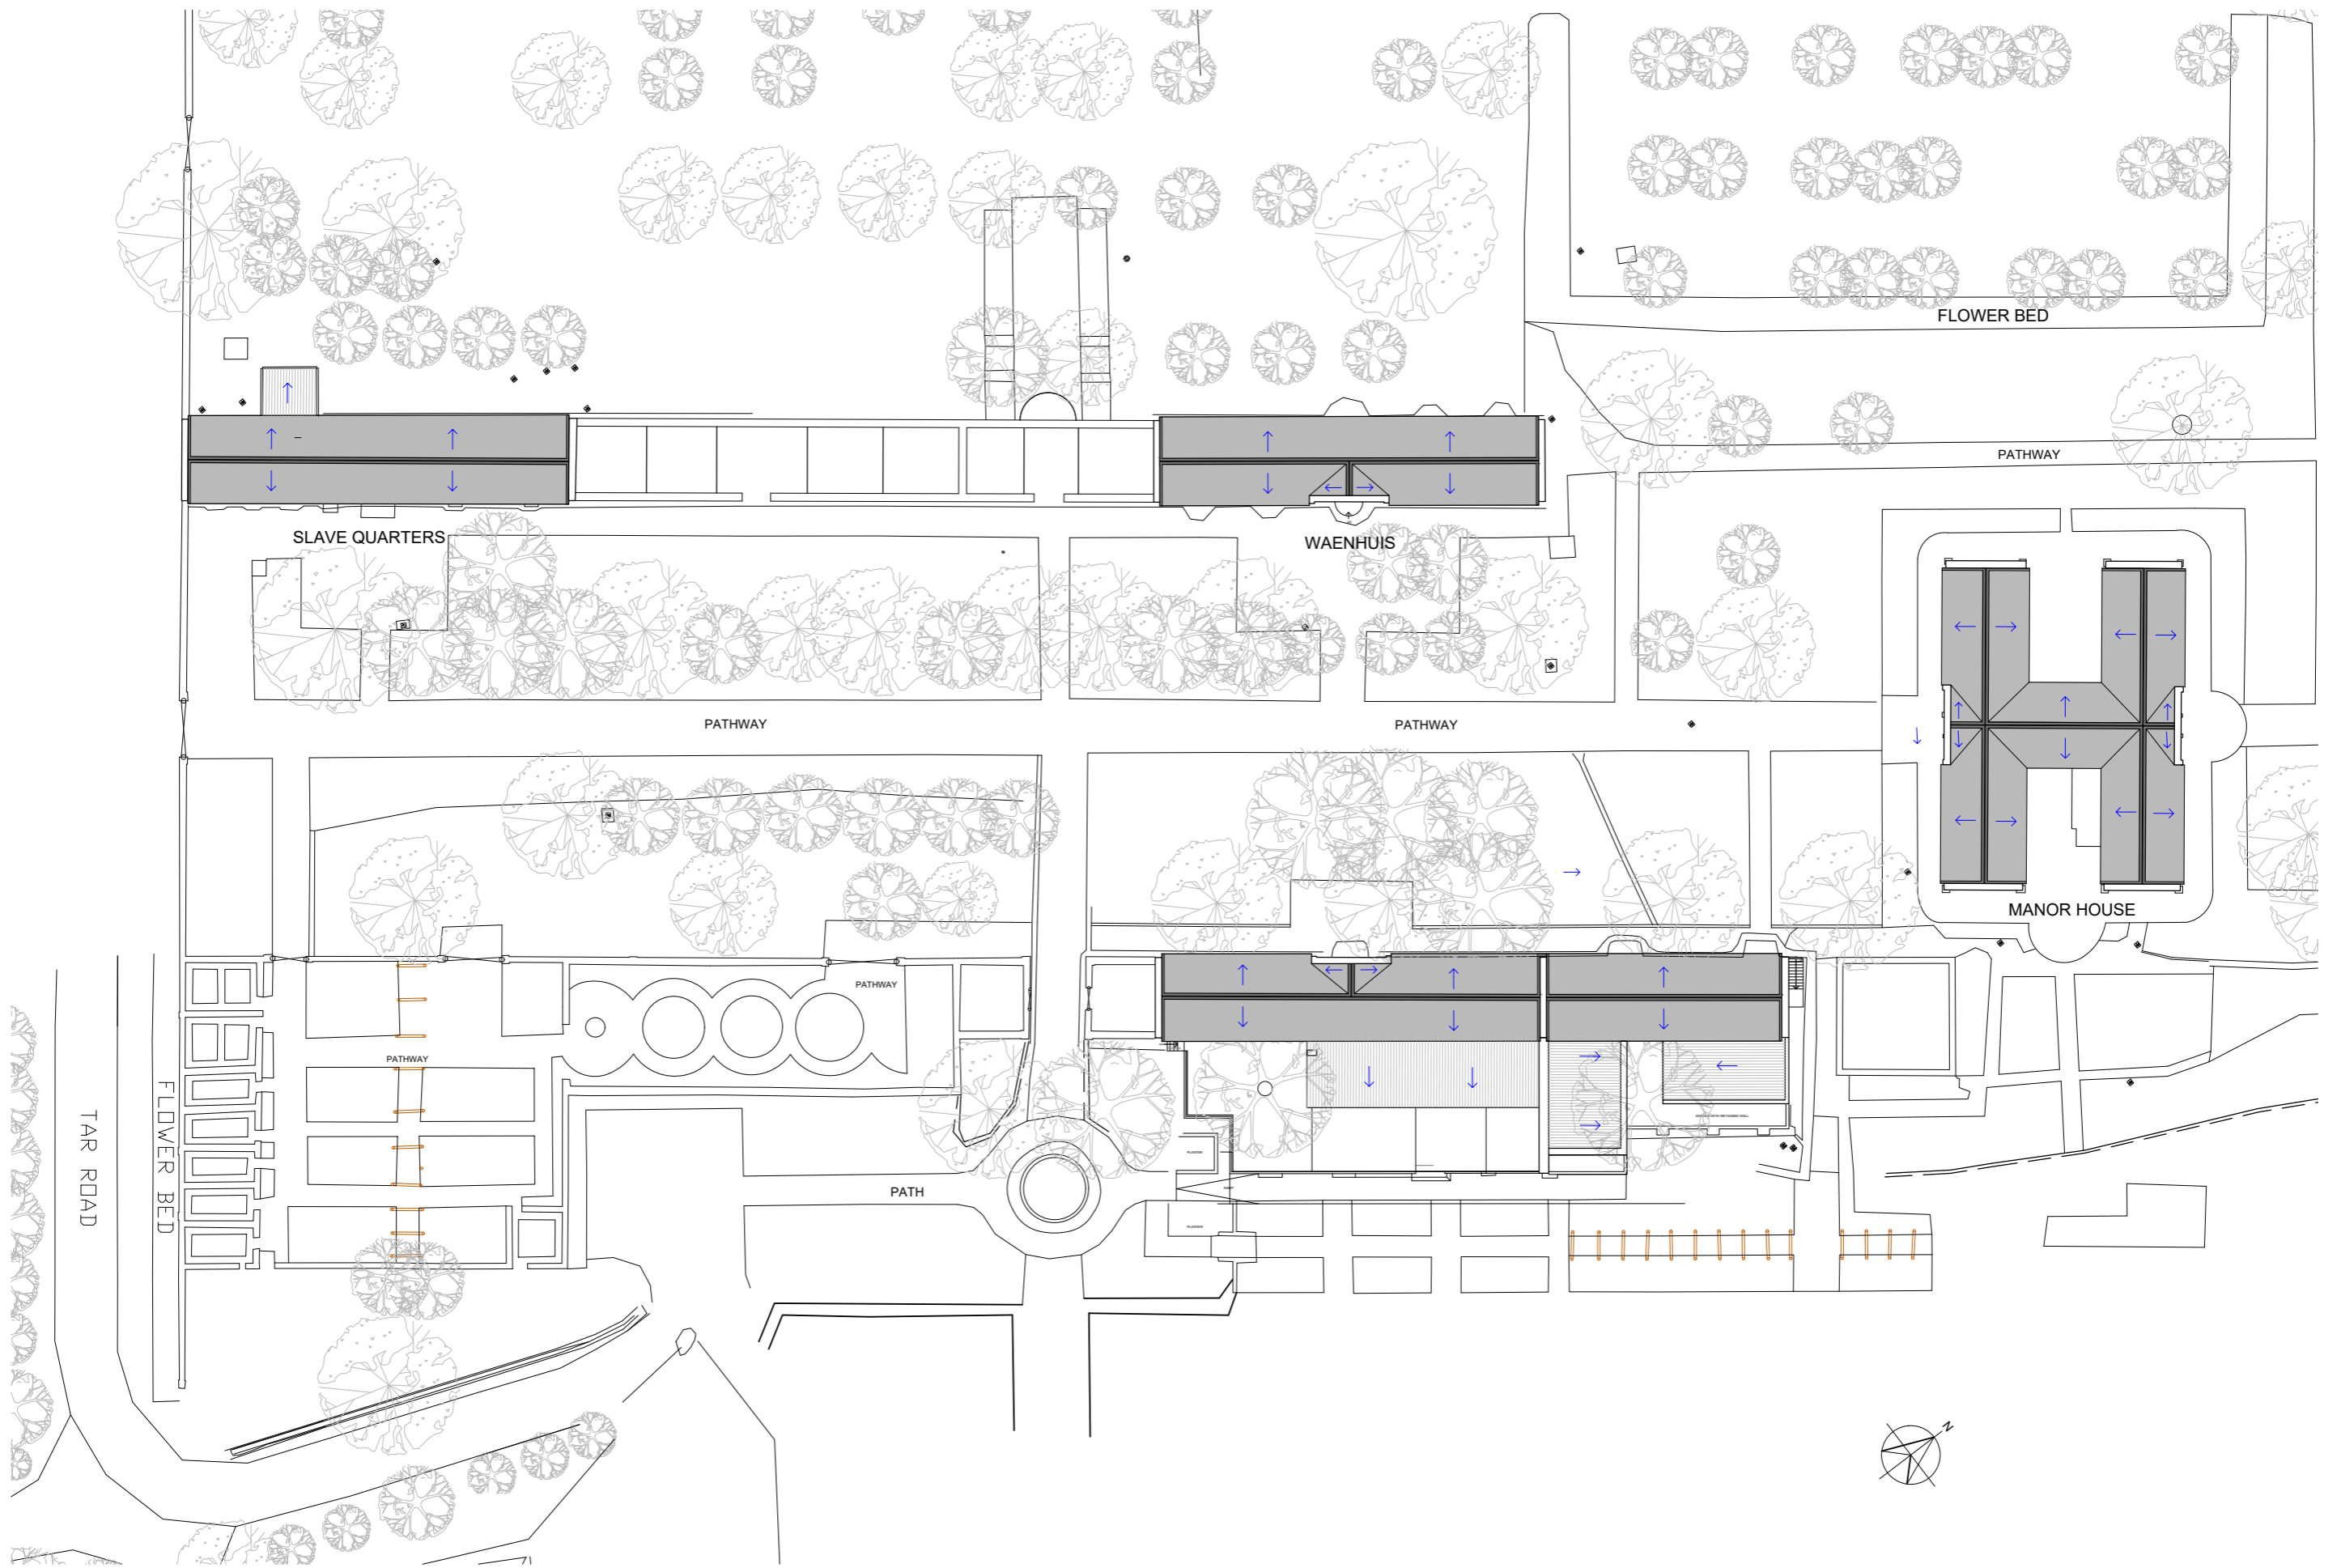 FLOWER BED
PATHWAY
SLAVE QUARTERS
WAENHUIS
PATHWAY
PATHWAY
MANOR HOUSE
PATHWAY
PATHWAY
FLOWER BED
TAR ROAD
PATH
N